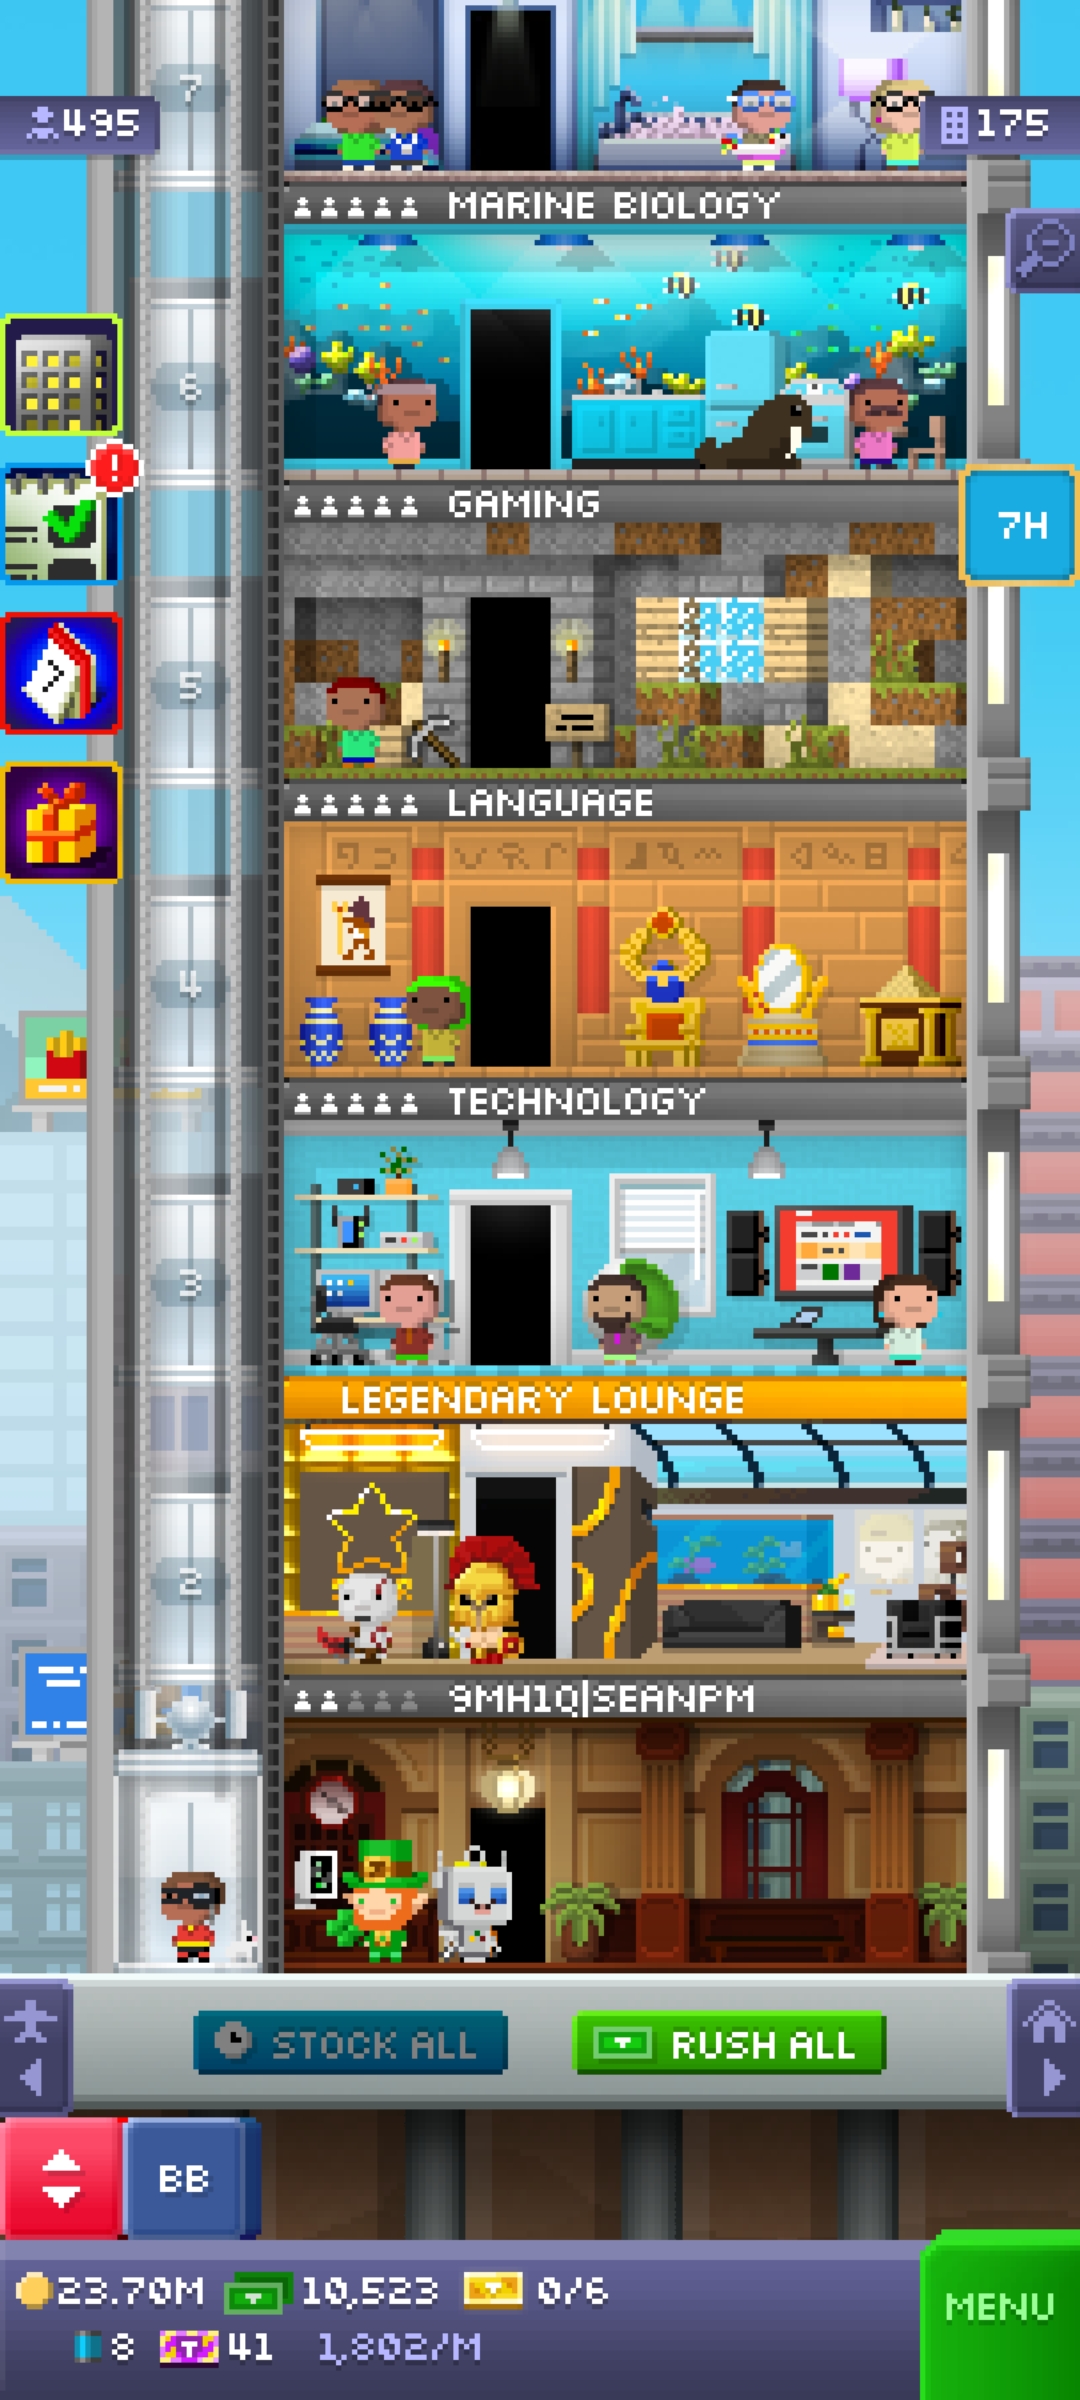 7
495
175
MARINE BIOLOGY
6
GAMING
7H
5
LANGUAGE
4
TECHNOLOGY
3
LEGENDARY LOUNGE
2
9MH1Q|SEANPM
STOCK ALL
RUSH ALL
BB
23.70M 10,523 0/6
MENU
8 41 1,802/M